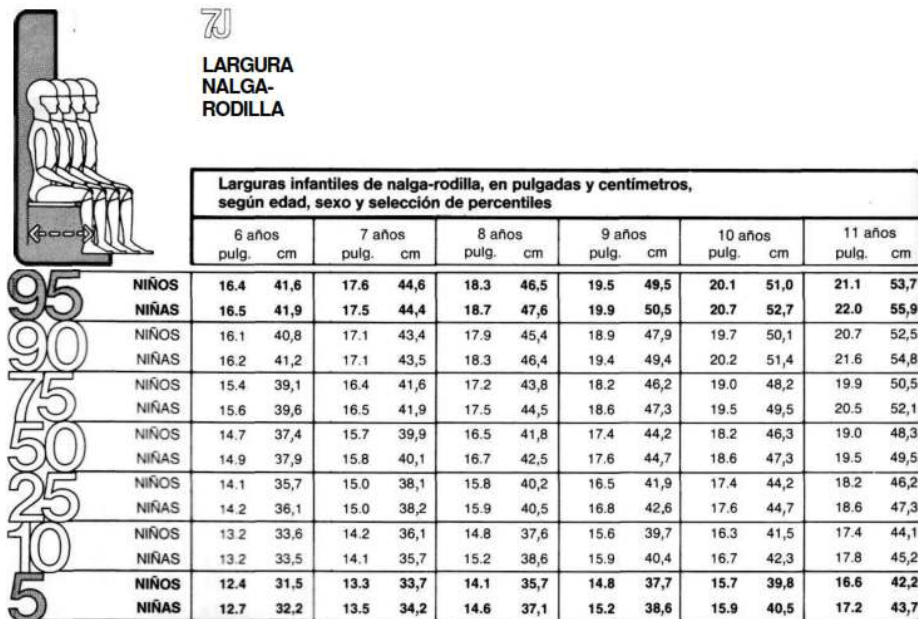 7J
LARGURA
NALGA-
RODILLA
Larguras infantiles de nalga-rodilla, en pulgadas y centímetros,
según edad, sexo y selección de percentiles
6 años 7 años 8 años 9 años 10 años 11 años
pulg. cm pulg. cm pulg. cm pulg. cm pulg. cm pulg. cm
95 NIÑOS 16.4 41,6 17.6 44,6 18.3 46,5 19.5 49,5 20.1 51,0 21.1 53,7
NIÑAS 16.5 41,9 17.5 44,4 18.7 47,6 19.9 50,5 20.7 52,7 22.0 55,9
90 NIÑOS 16.1 40,8 17.1 43,4 17.9 45,4 18.9 47,9 19.7 50,1 20.7 52,5
NIÑAS 16.2 41,2 17.1 43,5 18.3 46,4 19.4 49,4 20.2 51,4 21.6 54,8
75 NIÑOS 15.4 39,1 16.4 41,6 17.2 43,8 18.2 46,2 19.0 48,2 19.9 50,5
NIÑAS 15.6 39,6 16.5 41,9 17.5 44,5 18.6 47,3 19.5 49,5 20.5 52,1
50 NIÑOS 14.7 37,4 15.7 39,9 16.5 41,8 17.4 44,2 18.2 46,3 19.0 48,3
NIÑAS 14.9 37,9 15.8 40,1 16.7 42,5 17.6 44,7 18.6 47,3 19.5 49,5
25 NIÑOS 14.1 35,7 15.0 38,1 15.8 40,2 16.5 41,9 17.4 44,2 18.2 46,2
NIÑAS 14.2 36,1 15.0 38,2 15.9 40,5 16.8 42,6 17.6 44,7 18.6 47,3
10 NIÑOS 13.2 33,6 14.2 36,1 14.8 37,6 15.6 39,7 16.3 41,5 17.4 44,1
NIÑAS 13.2 33,5 14.1 35,7 15.2 38,6 15.9 40,4 16.7 42,3 17.8 45,2
5 NIÑOS 12.4 31,5 13.3 33,7 14.1 35,7 14.8 37,7 15.7 39,8 16.6 42,2
NIÑAS 12.7 32,2 13.5 34,2 14.6 37,1 15.2 38,6 15.9 40,5 17.2 43,7